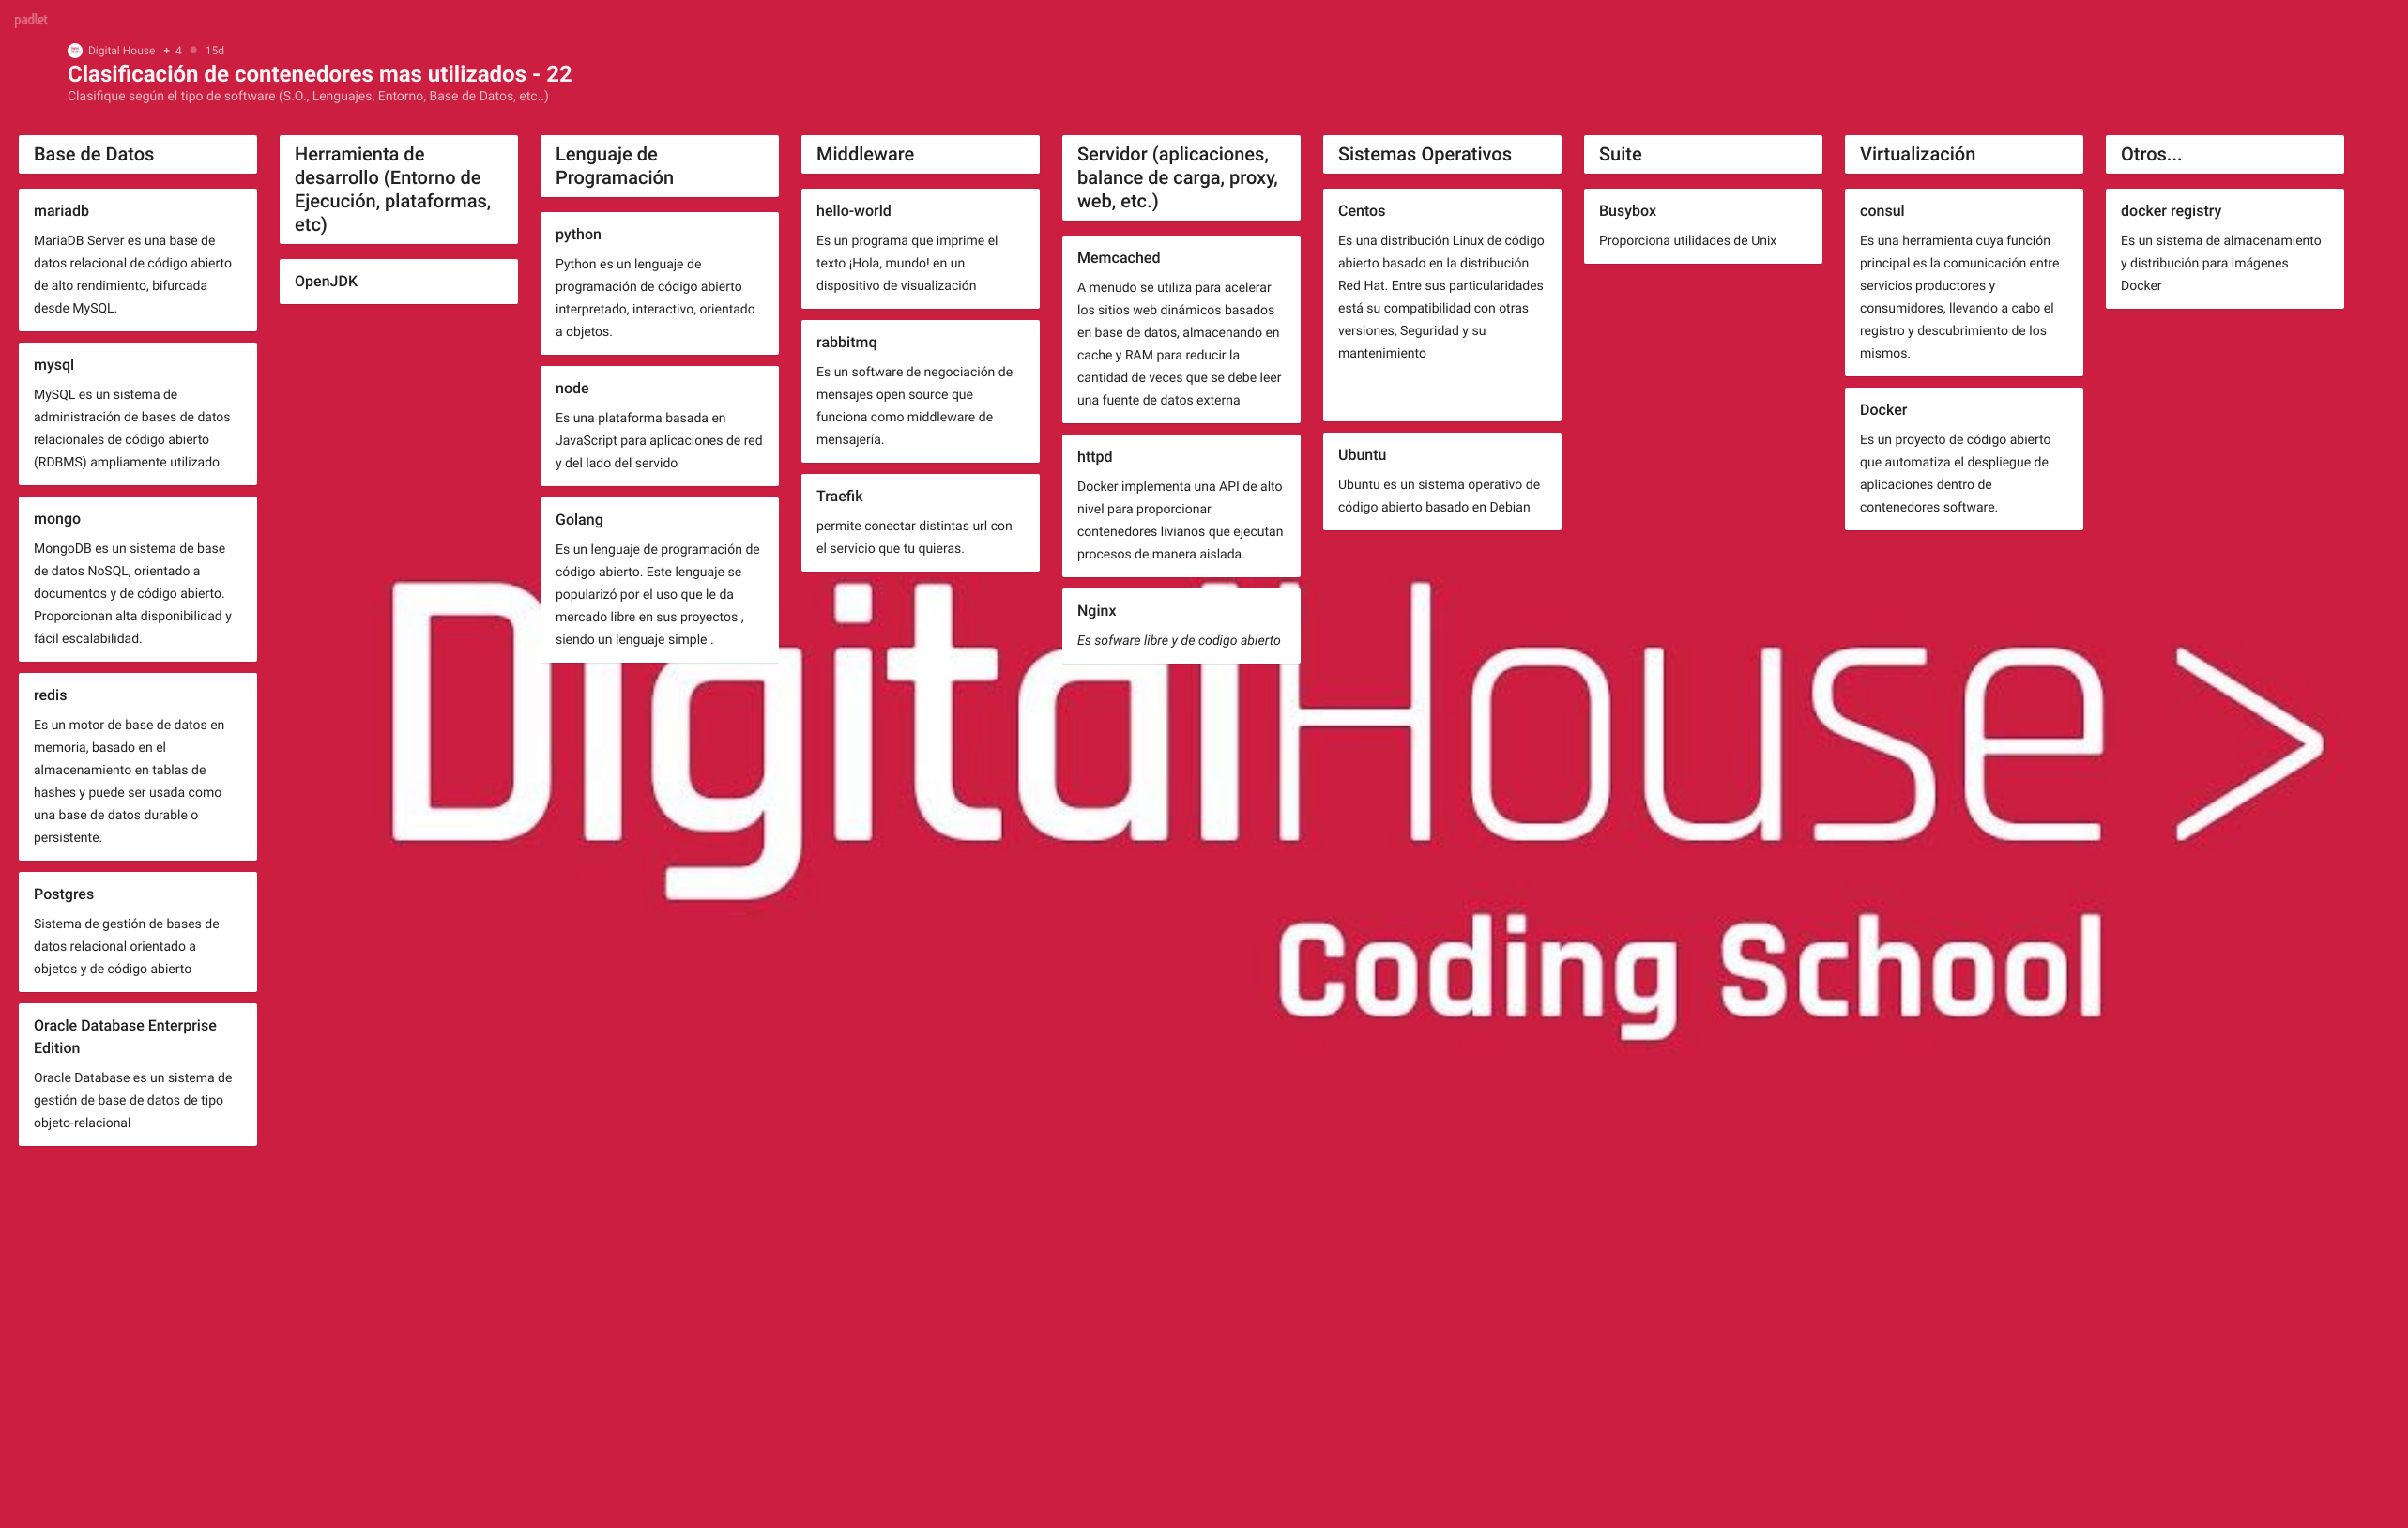 padlet
Digital House + 4 15d
Clasificación de contenedores mas utilizados - 22
Clasifique según el tipo de software (S.O., Lenguajes, Entorno, Base de Datos, etc..)
Base de Datos
mariadb
MariaDB Server es una base de
datos relacional de código abierto
de alto rendimiento, bifurcada
desde MySQL.
mysql
MySQL es un sistema de
administración de bases de datos
relacionales de código abierto
(RDBMS) ampliamente utilizado.
mongo
MongoDB es un sistema de base
de datos NoSQL, orientado a
documentos y de código abierto.
Proporcionan alta disponibilidad y
fácil escalabilidad.
redis
Es un motor de base de datos en
memoria, basado en el
almacenamiento en tablas de
hashes y puede ser usada como
una base de datos durable o
persistente.
Postgres
Sistema de gestión de bases de
datos relacional orientado a
objetos y de código abierto
Oracle Database Enterprise
Edition
Oracle Database es un sistema de
gestión de base de datos de tipo
objeto-relacional
Herramienta de
desarrollo (Entorno de
Ejecución, plataformas,
etc)
OpenJDK
Lenguaje de
Programación
python
Python es un lenguaje de
programación de código abierto
interpretado, interactivo, orientado
a objetos.
node
Es una plataforma basada en
JavaScript para aplicaciones de red
y del lado del servido
Golang
Es un lenguaje de programación de
código abierto. Este lenguaje se
popularizó por el uso que le da
mercado libre en sus proyectos ,
siendo un lenguaje simple .
Middleware
hello-world
Es un programa que imprime el
texto ¡Hola, mundo! en un
dispositivo de visualización
rabbitmq
Es un software de negociación de
mensajes open source que
funciona como middleware de
mensajería.
Traefik
permite conectar distintas url con
el servicio que tu quieras.
Servidor (aplicaciones,
balance de carga, proxy,
web, etc.)
Memcached
A menudo se utiliza para acelerar
los sitios web dinámicos basados
en base de datos, almacenando en
cache y RAM para reducir la
cantidad de veces que se debe leer
una fuente de datos externa
httpd
Docker implementa una API de alto
nivel para proporcionar
contenedores livianos que ejecutan
procesos de manera aislada.
Nginx
Es sofware libre y de codigo abierto
Sistemas Operativos
Centos
Es una distribución Linux de código
abierto basado en la distribución
Red Hat. Entre sus particularidades
está su compatibilidad con otras
versiones, Seguridad y su
mantenimiento
Ubuntu
Ubuntu es un sistema operativo de
código abierto basado en Debian
Suite
Busybox
Proporciona utilidades de Unix
Virtualización
consul
Es una herramienta cuya función
principal es la comunicación entre
servicios productores y
consumidores, llevando a cabo el
registro y descubrimiento de los
mismos.
Docker
Es un proyecto de código abierto
que automatiza el despliegue de
aplicaciones dentro de
contenedores software.
Otros...
docker registry
Es un sistema de almacenamiento
y distribución para imágenes
Docker
DigitalHouse >
Coding School